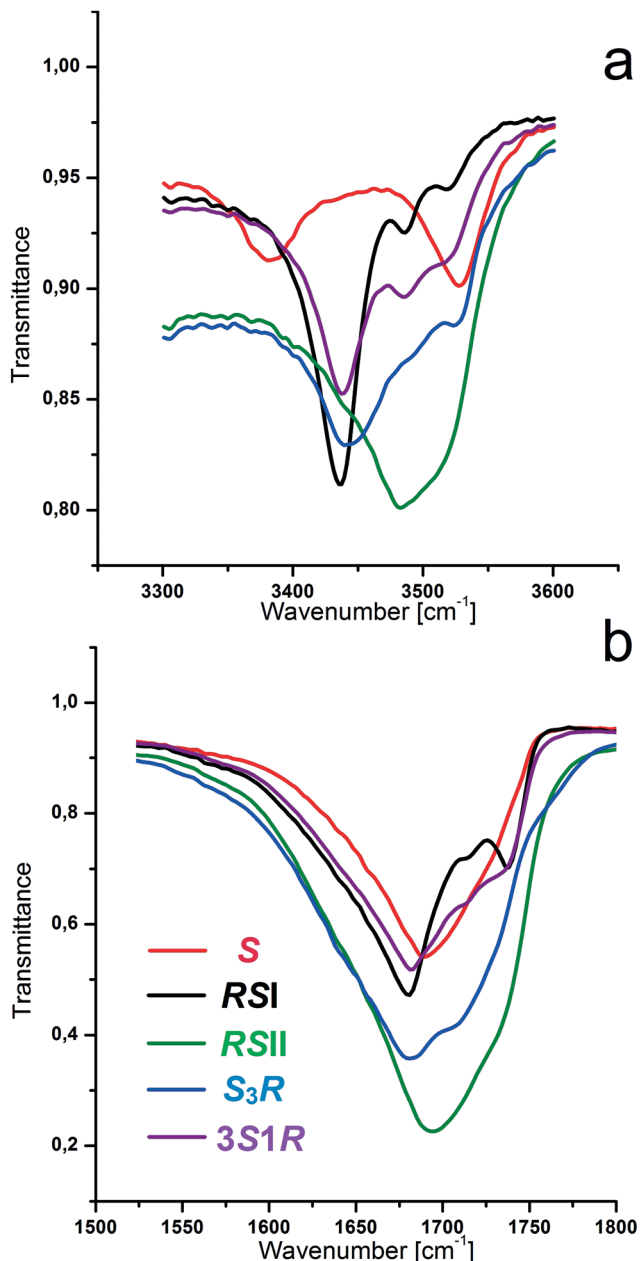 a
1,00
0,95
0,90
0,85
0,80
Transmittance
3300 3400 3500 3600
Wavenumber [cm⁻¹]
b
1,0
0,8
0,6
0,4
0,2
Transmittance
S
RSI
RSII
S₃R
3S1R
1500 1550 1600 1650 1700 1750 1800
Wavenumber [cm⁻¹]